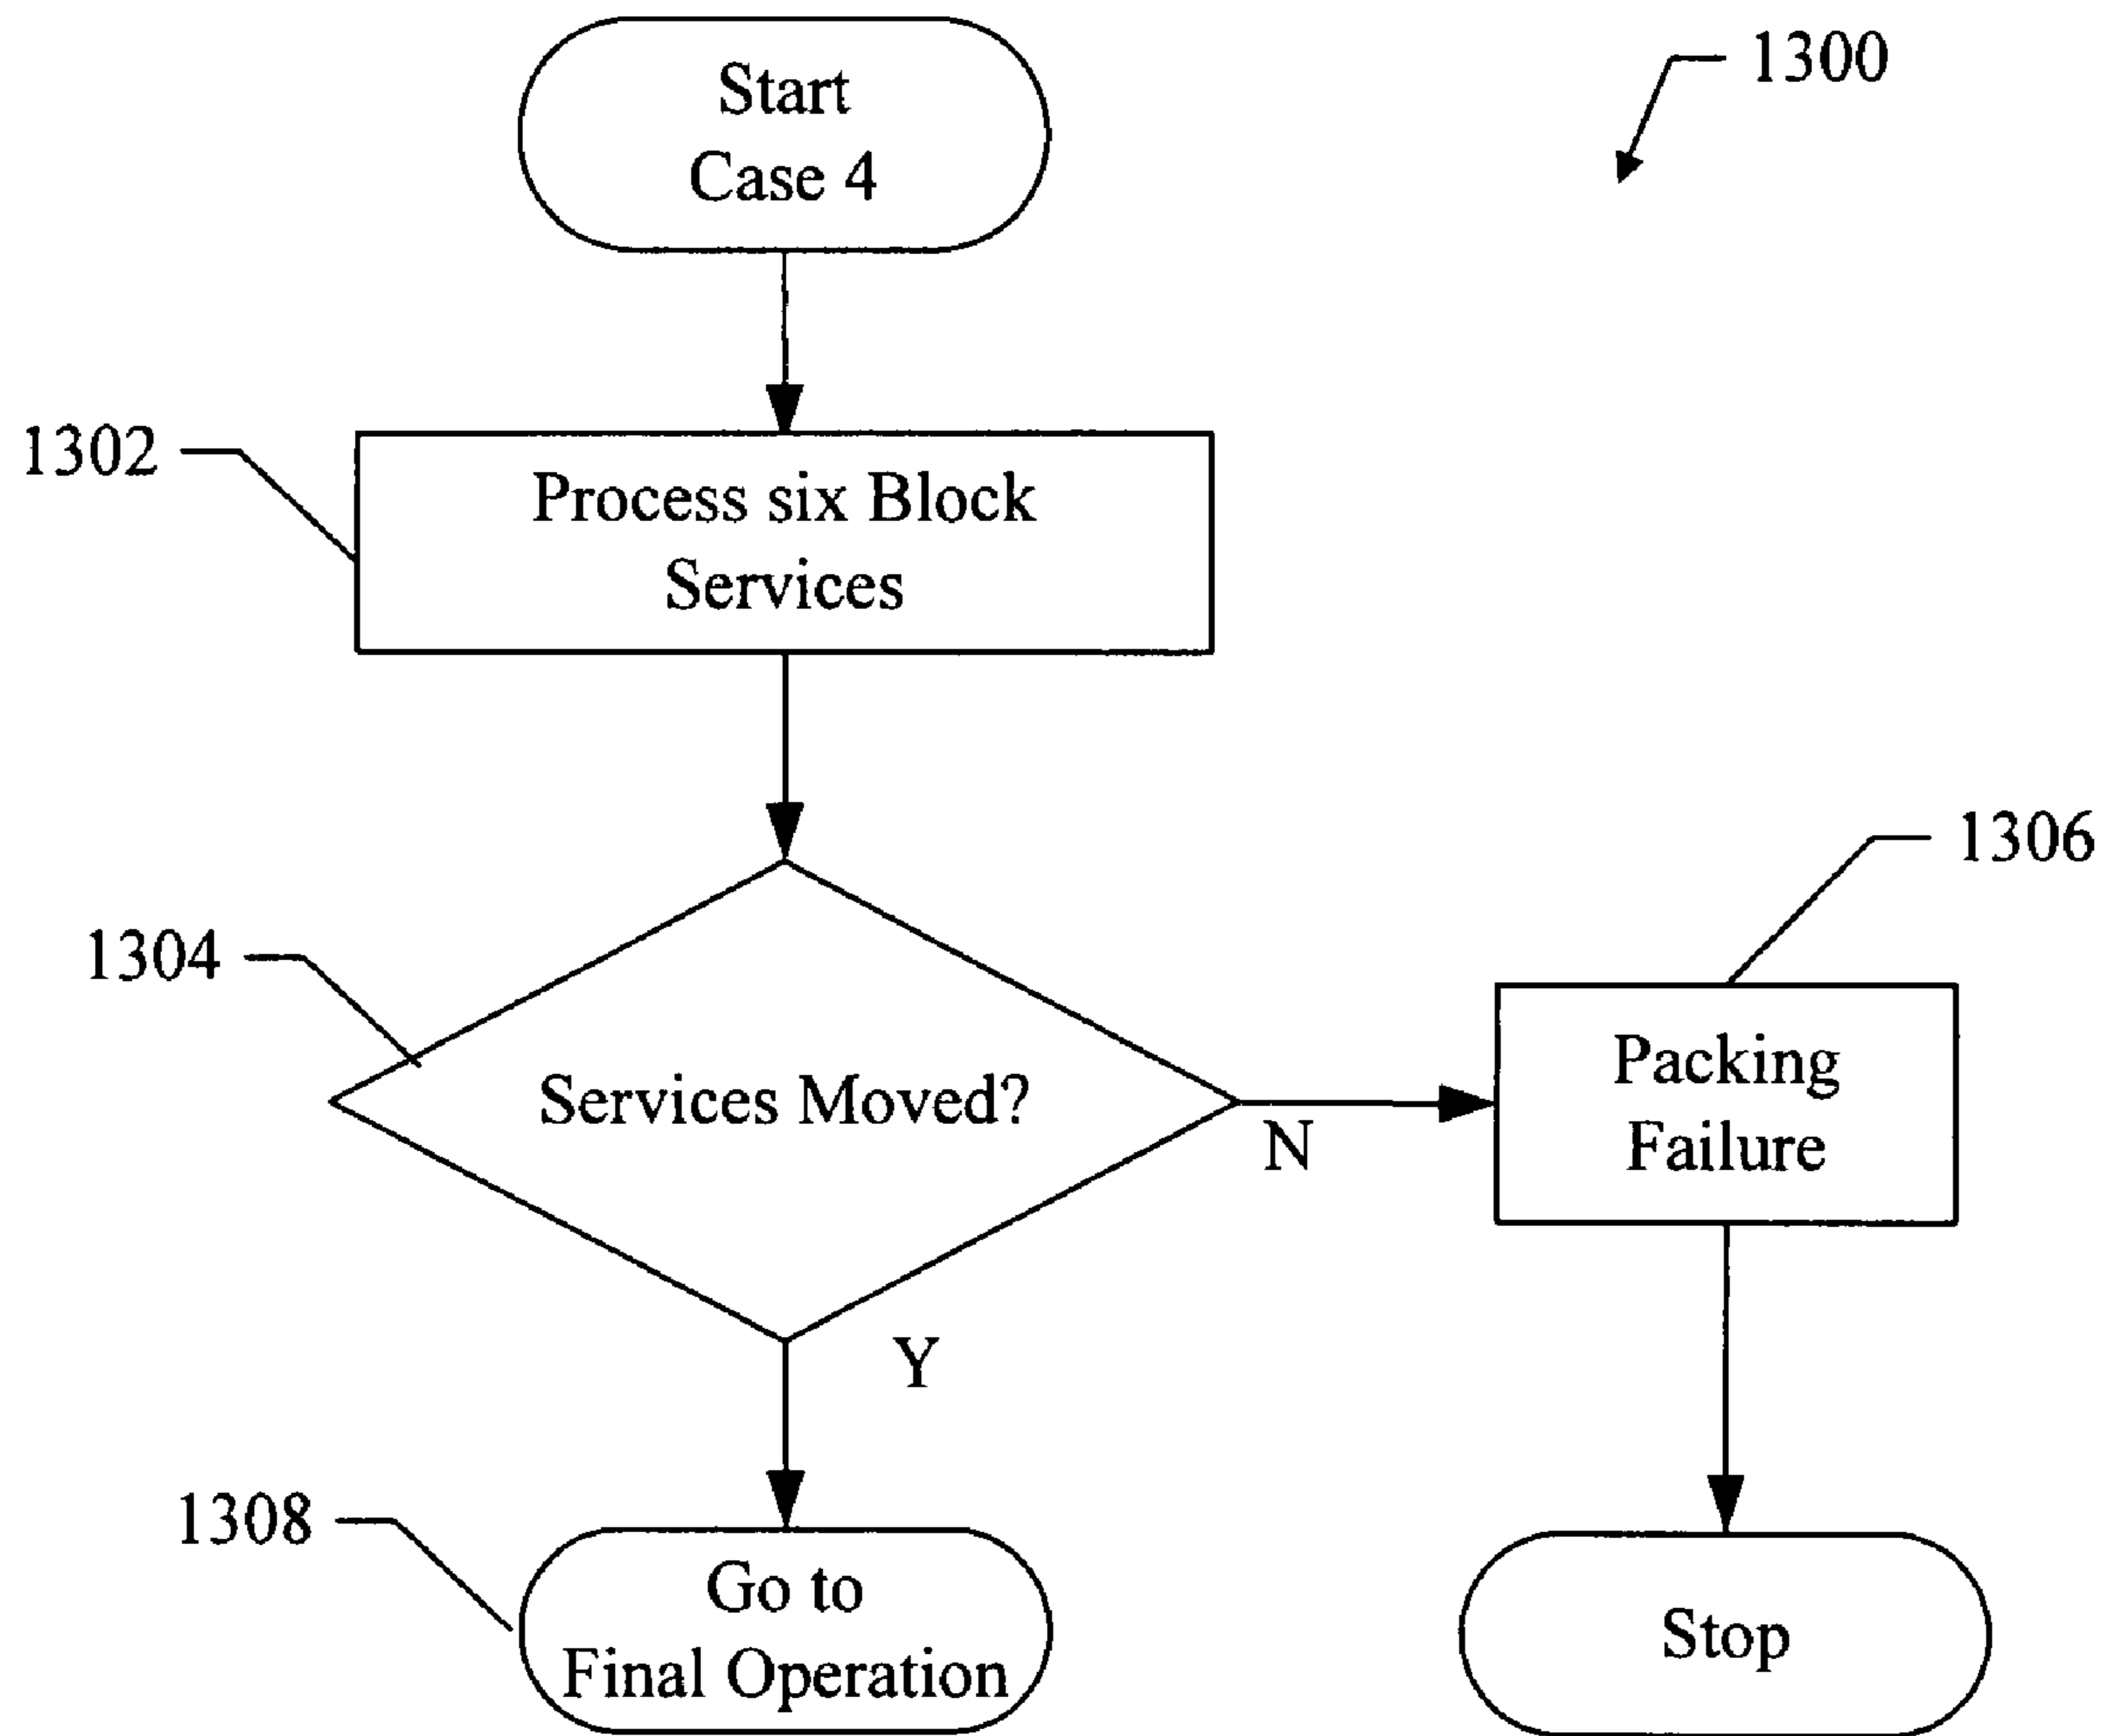 Start
Case 4
1300
1302
Process six Block
Services
1304
Services Moved?
N
Y
1306
Packing
Failure
1308
Go to
Final Operation
Stop